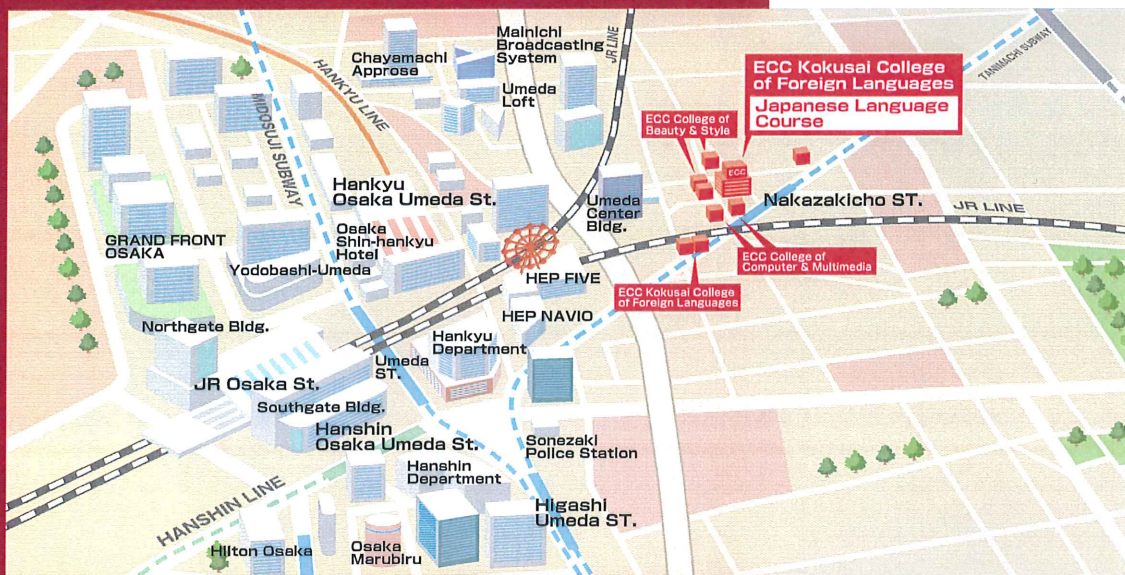 Mainichi
Broadcasting
System
Chayamachi
Approse
JR LINE
TANIMACHI SUBWAY
HANKYU LINE
MIDOSUJI SUBWAY
Umeda
Loft
ECC Kokusai College
of Foreign Languages
Japanese Language
Course
ECC College of
Beauty & Style
ECC
Hankyu
Osaka Umeda St.
Umeda
Center
Bldg.
Nakazakicho ST.
JR LINE
GRAND FRONT
OSAKA
Osaka
Shin-hankyu
Hotel
Yodobashi-Umeda
HEP FIVE
ECC College of
Computer & Multimedia
ECC Kokusai College
of Foreign Languages
HEP NAVIO
Northgate Bldg.
Hankyu
Department
Umeda
ST.
JR Osaka St.
Southgate Bldg.
Hanshin
Osaka Umeda St.
Sonezaki
Police Station
Hanshin
Department
HANSHIN LINE
Higashi
Umeda ST.
Hilton Osaka
Osaka
Marubiru